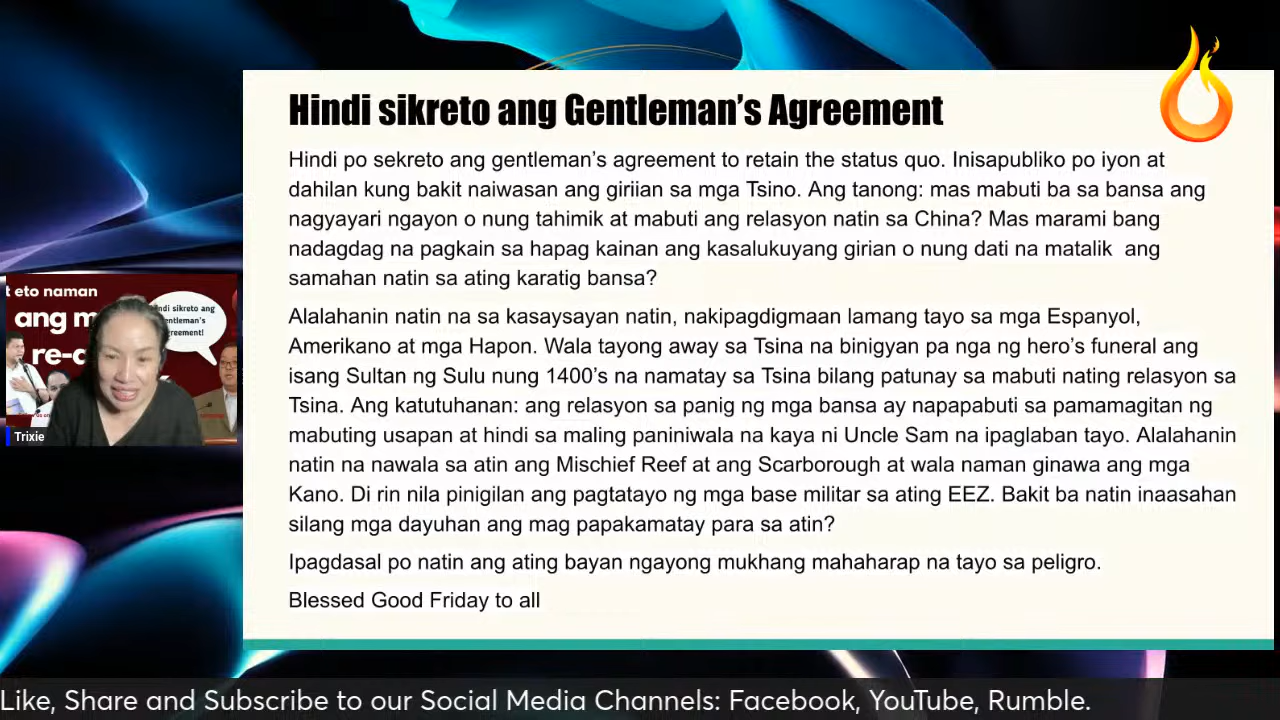 Hindi sikreto ang Gentleman's Agreement
Hindi po sekreto ang gentleman's agreement to retain the status quo. Inisapubliko po iyon at
dahilan kung bakit naiwasan ang giriian sa mga Tsino. Ang tanong: mas mabuti ba sa bansa ang
nagyayari ngayon o nung tahimik at mabuti ang relasyon natin sa China? Mas marami bang
nadagdag na pagkain sa hapag kainan ang kasalukuyang girian o nung dati na matalik ang
samahan natin sa ating karatig bansa?
Alalahanin natin na sa kasaysayan natin, nakipagdigmaan lamang tayo sa mga Espanyol,
Amerikano at mga Hapon. Wala tayong away sa Tsina na binigyan pa nga ng hero's funeral ang
isang Sultan ng Sulu nung 1400's na namatay sa Tsina bilang patunay sa mabuti nating relasyon sa
Tsina. Ang katutuhanan: ang relasyon sa panig ng mga bansa ay napapabuti sa pamamagitan ng
mabuting usapan at hindi sa maling paniniwala na kaya ni Uncle Sam na ipaglaban tayo. Alalahanin
natin na nawala sa atin ang Mischief Reef at ang Scarborough at wala naman ginawa ang mga
Kano. Di rin nila pinigilan ang pagtatayo ng mga base militar sa ating EEZ. Bakit ba natin inaasahan
silang mga dayuhan ang mag papakamatay para sa atin?
Ipagdasal po natin ang ating bayan ngayong mukhang mahaharap na tayo sa peligro.
Blessed Good Friday to all
t eto naman
ang m
re-
ndi sikreto ang
entleman's
reement!
Trixie
Like, Share and Subscribe to our Social Media Channels: Facebook, YouTube, Rumble.